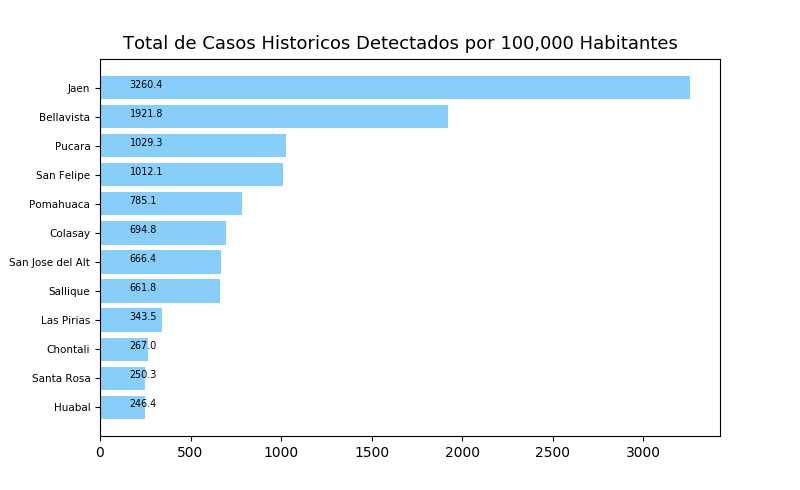 Total de Casos Historicos Detectados por 100,000 Habitantes
Jaen 3260.4
Bellavista 1921.8
Pucara 1029.3
San Felipe 1012.1
Pomahuaca 785.1
Colasay 694.8
San Jose del Alt 666.4
Sallique 661.8
Las Pirias 343.5
Chontali 267.0
Santa Rosa 250.3
Huabal 246.4
0 500 1000 1500 2000 2500 3000